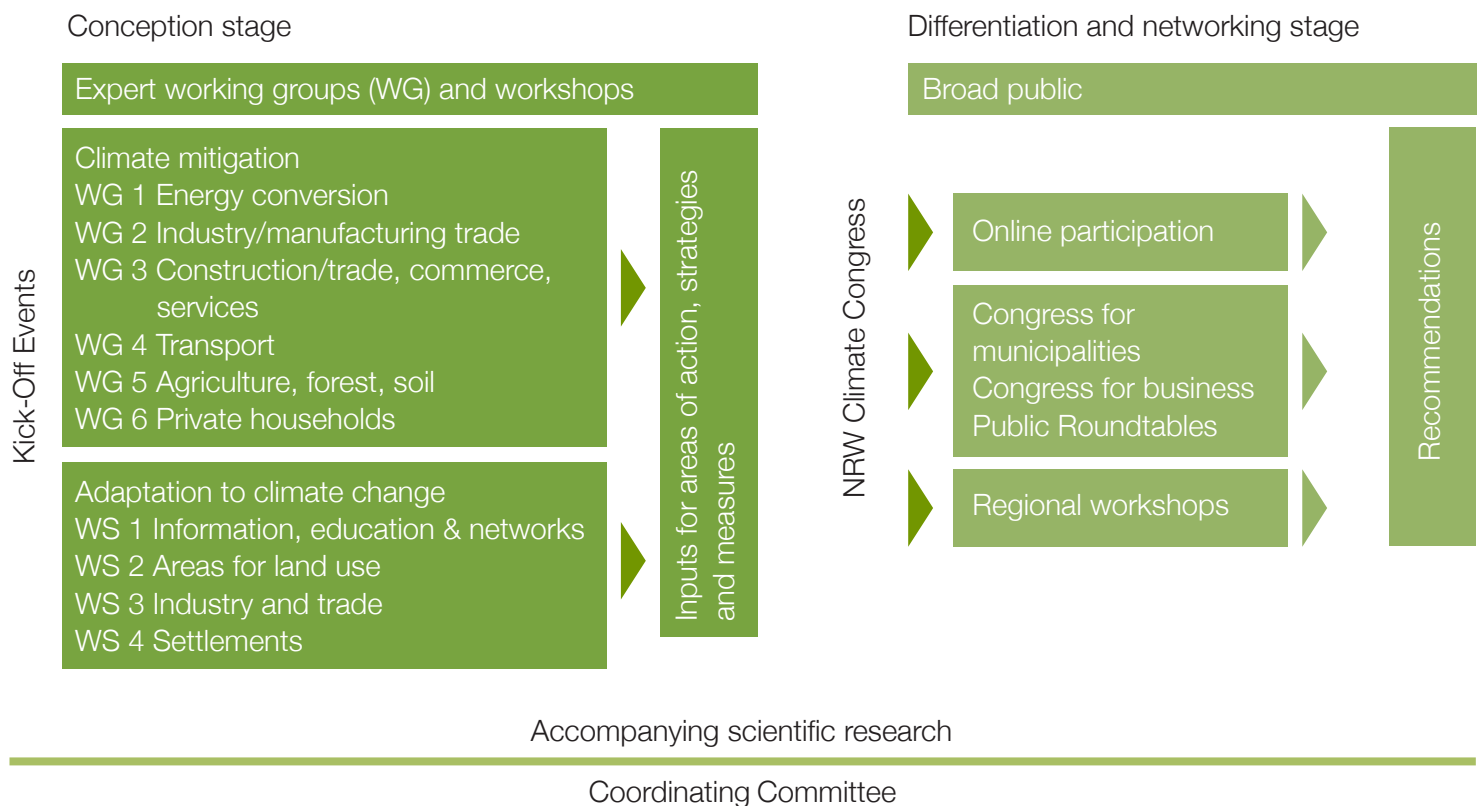 Conception stage
Differentiation and networking stage
Kick-Off Events
Expert working groups (WG) and workshops
Climate mitigation
WG 1 Energy conversion
WG 2 Industry/manufacturing trade
WG 3 Construction/trade, commerce,
services
WG 4 Transport
WG 5 Agriculture, forest, soil
WG 6 Private households
Adaptation to climate change
WS 1 Information, education & networks
WS 2 Areas for land use
WS 3 Industry and trade
WS 4 Settlements
Inputs for areas of action, strategies
and measures
NRW Climate Congress
Broad public
Online participation
Congress for
municipalities
Congress for business
Public Roundtables
Regional workshops
Recommendations
Accompanying scientific research
Coordinating Committee